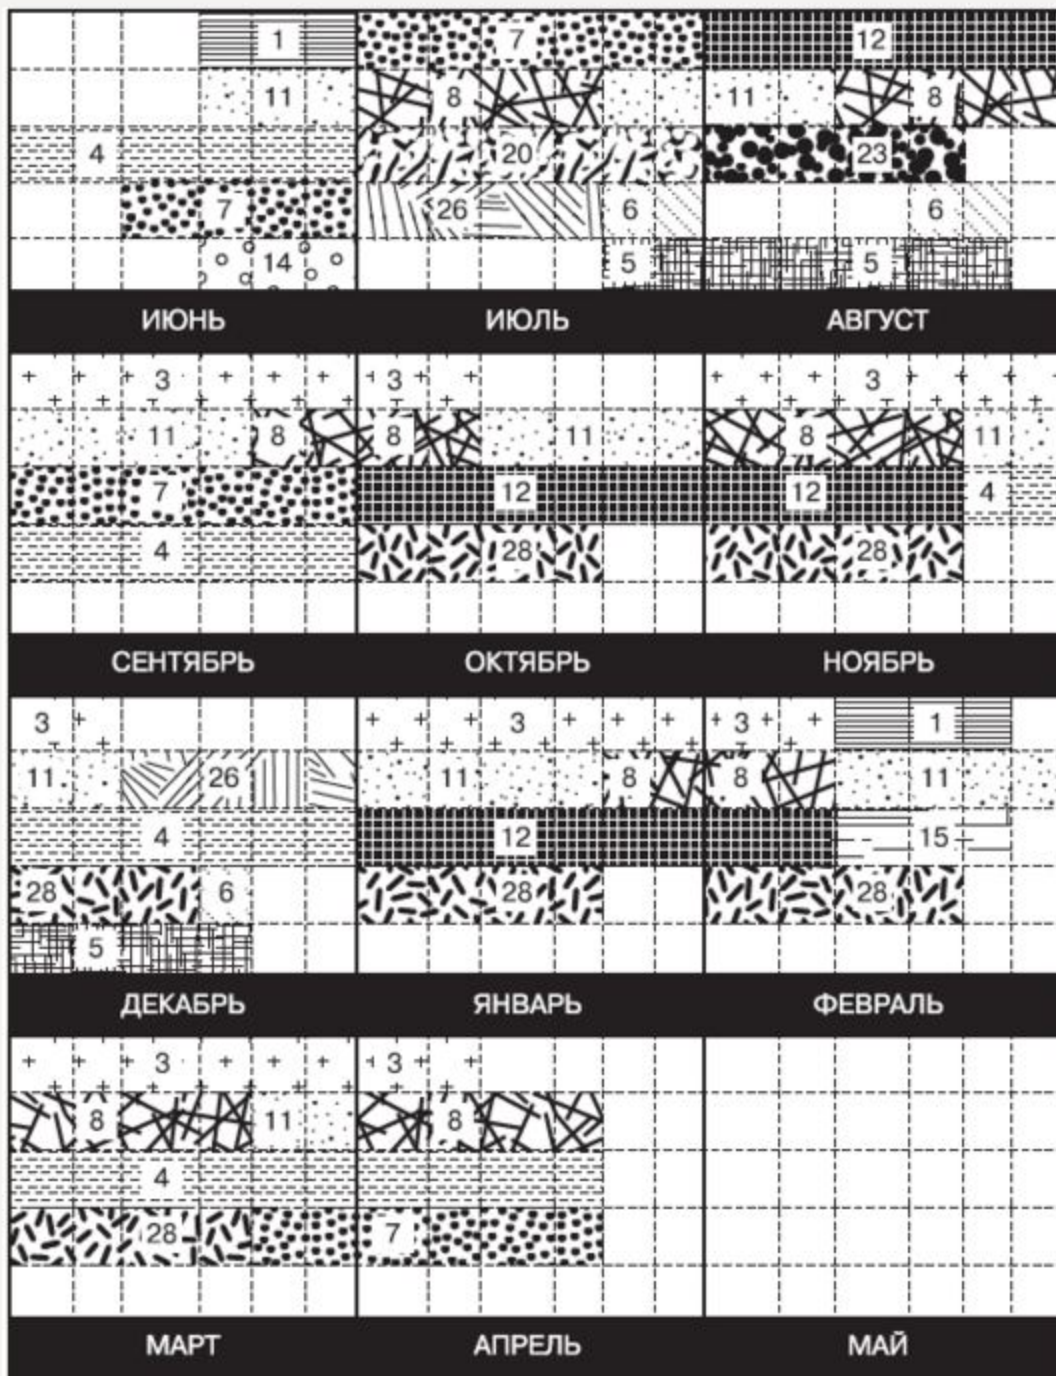 1 7 12
11 8 11 8
4 20 23
7 26 6 6
14 5 5
ИЮНЬ ИЮЛЬ АВГУСТ
3 3 3
11 8 8 11 8 11
7 12 12 4
4 28 28
СЕНТЯБРЬ ОКТЯБРЬ НОЯБРЬ
3 3 3 1
11 26 11 8 8 11
4 12 15
28 6 28 28
5
ДЕКАБРЬ ЯНВАРЬ ФЕВРАЛЬ
3 3
8 11 8
4
28 7
МАРТ АПРЕЛЬ МАЙ